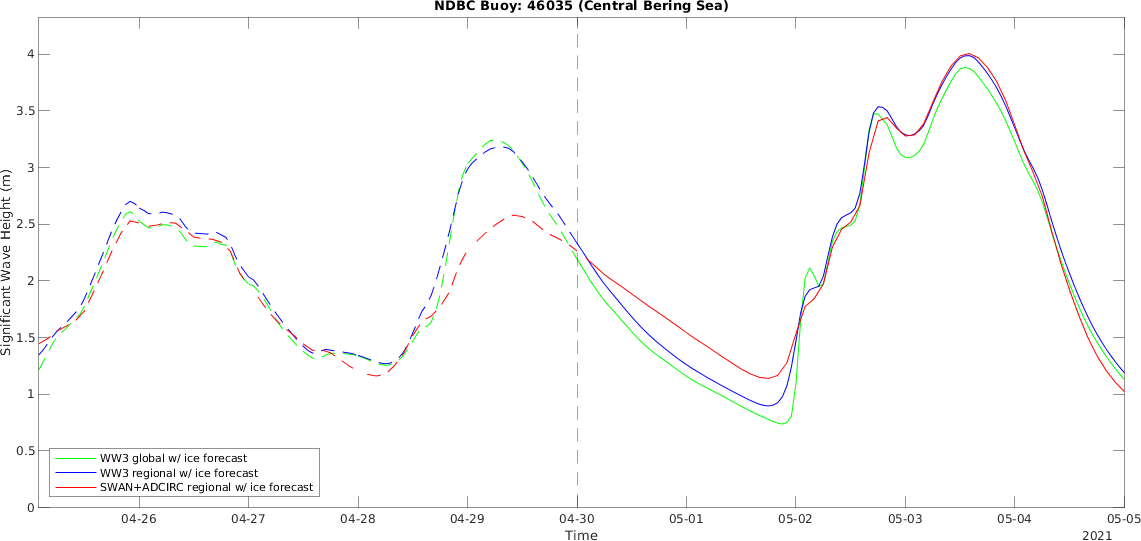 NDBC Buoy: 46035 (Central Bering Sea)
Significant Wave Height (m)
4
3.5
3
2.5
2
1.5
1
0.5
0
WW3 global w/ ice forecast
WW3 regional w/ ice forecast
SWAN+ADCIRC regional w/ ice forecast
04-26 04-27 04-28 04-29 04-30 05-01 05-02 05-03 05-04 05-05
Time
2021